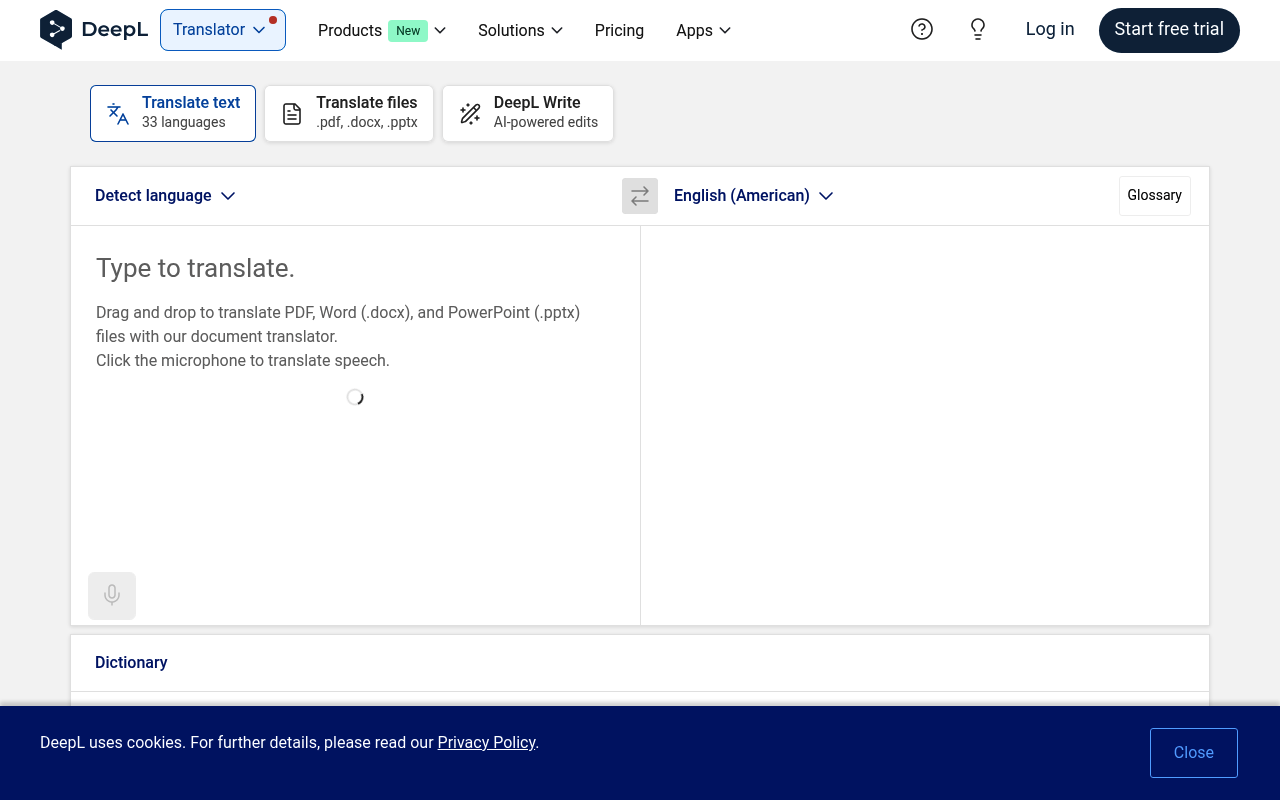 DeepL
Translator
Products New
Solutions
Pricing
Apps
Log in
Start free trial
Translate text
33 languages
Translate files
.pdf, .docx, .pptx
DeepL Write
AI-powered edits
Detect language
English (American)
Glossary
Type to translate.
Drag and drop to translate PDF, Word (.docx), and PowerPoint (.pptx)
files with our document translator.
Click the microphone to translate speech.
Dictionary
DeepL uses cookies. For further details, please read our Privacy Policy.
Close